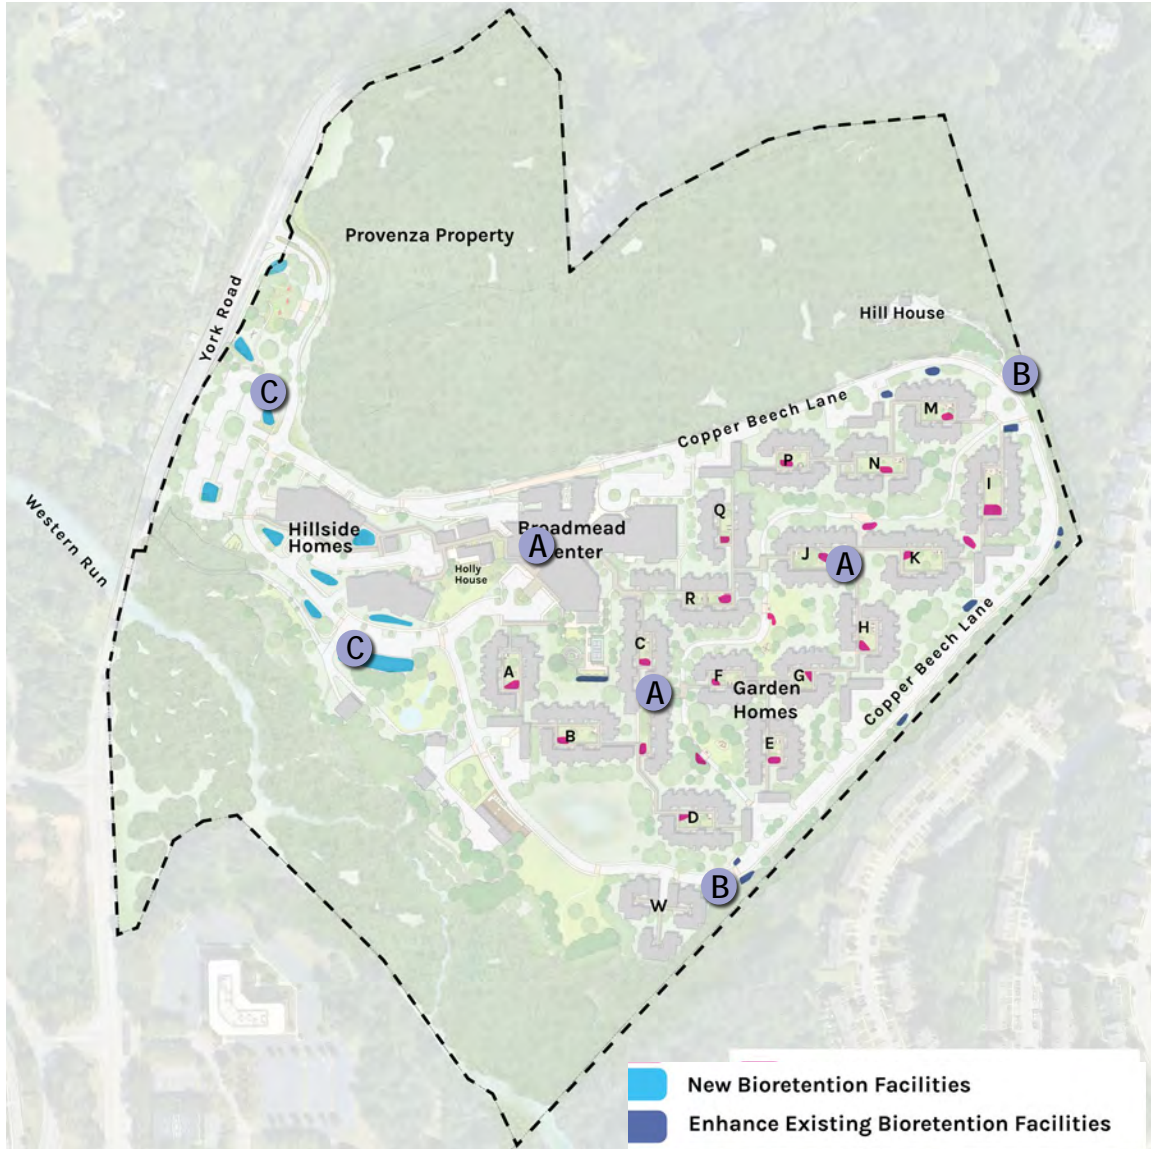 Provenza Property
York Road
Hill House
B
C
Copper Beech Lane
M
P
N
I
Q
Western Run
Hillside
Homes
Broadmead
Center
A
J
A
K
Holly
House
R
H
C
C
A
F
G
Garden
Homes
A
Copper Beech Lane
B
E
D
B
W
New Bioretention Facilities
Enhance Existing Bioretention Facilities